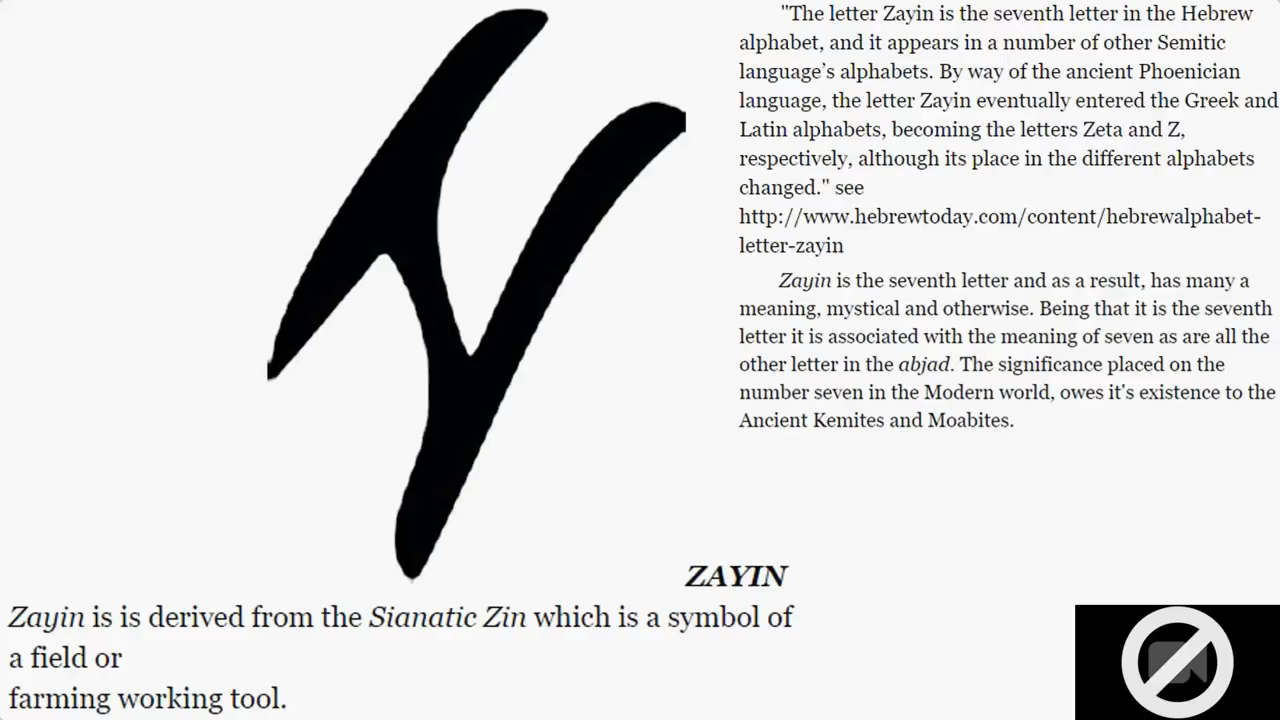 "The letter Zayin is the seventh letter in the Hebrew
alphabet, and it appears in a number of other Semitic
language’s alphabets. By way of the ancient Phoenician
language, the letter Zayin eventually entered the Greek and
Latin alphabets, becoming the letters Zeta and Z,
respectively, although its place in the different alphabets
changed." see
http://www.hebrewtoday.com/content/hebrewalphabet-
letter-zayin
Zayin is the seventh letter and as a result, has many a
meaning, mystical and otherwise. Being that it is the seventh
letter it is associated with the meaning of seven as are all the
other letter in the abjad. The significance placed on the
number seven in the Modern world, owes it's existence to the
Ancient Kemites and Moabites.
ZAYIN
Zayin is is derived from the Sianatic Zin which is a symbol of
a field or
farming working tool.